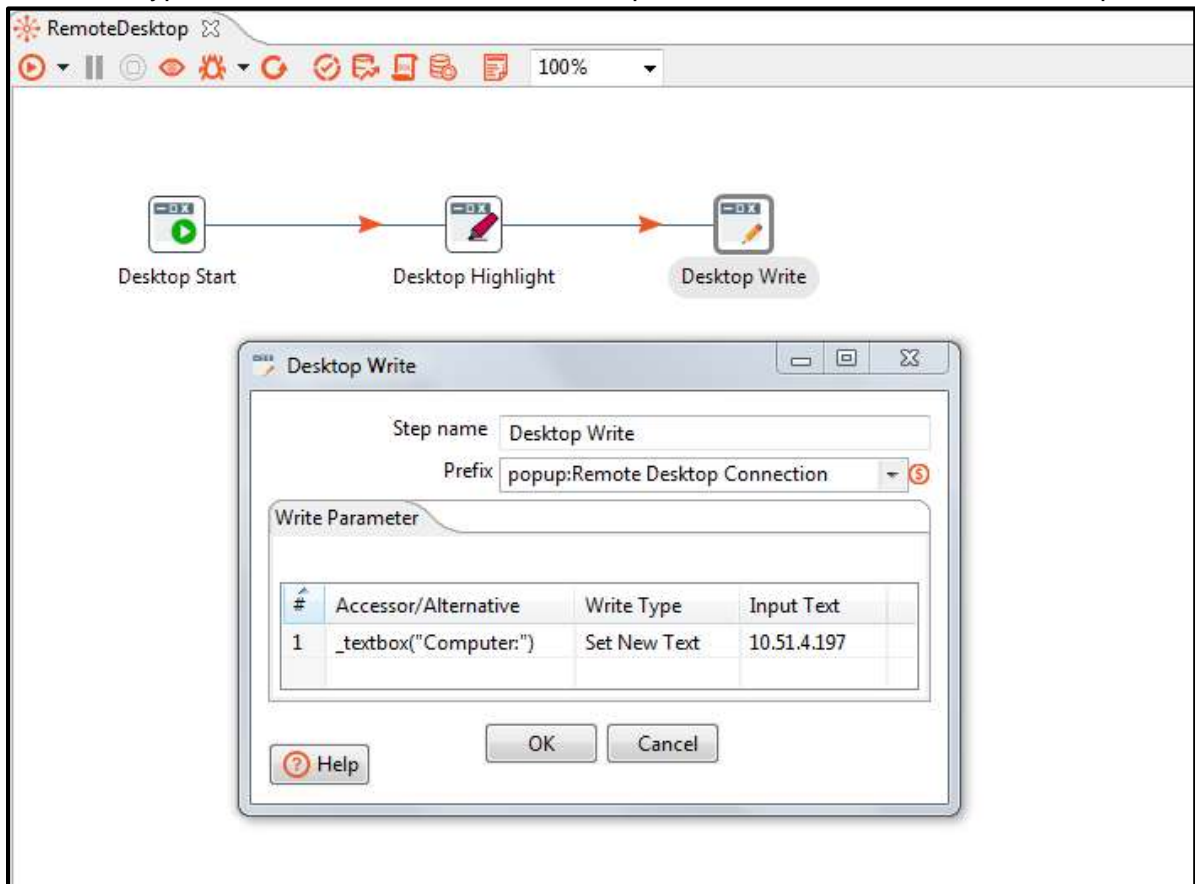 RemoteDesktop
100%
Desktop Start
Desktop Highlight
Desktop Write
Desktop Write
Step name Desktop Write
Prefix popup:Remote Desktop Connection
Write Parameter
# Accessor/Alternative Write Type Input Text
1 _textbox("Computer:") Set New Text 10.51.4.197
OK Cancel
Help